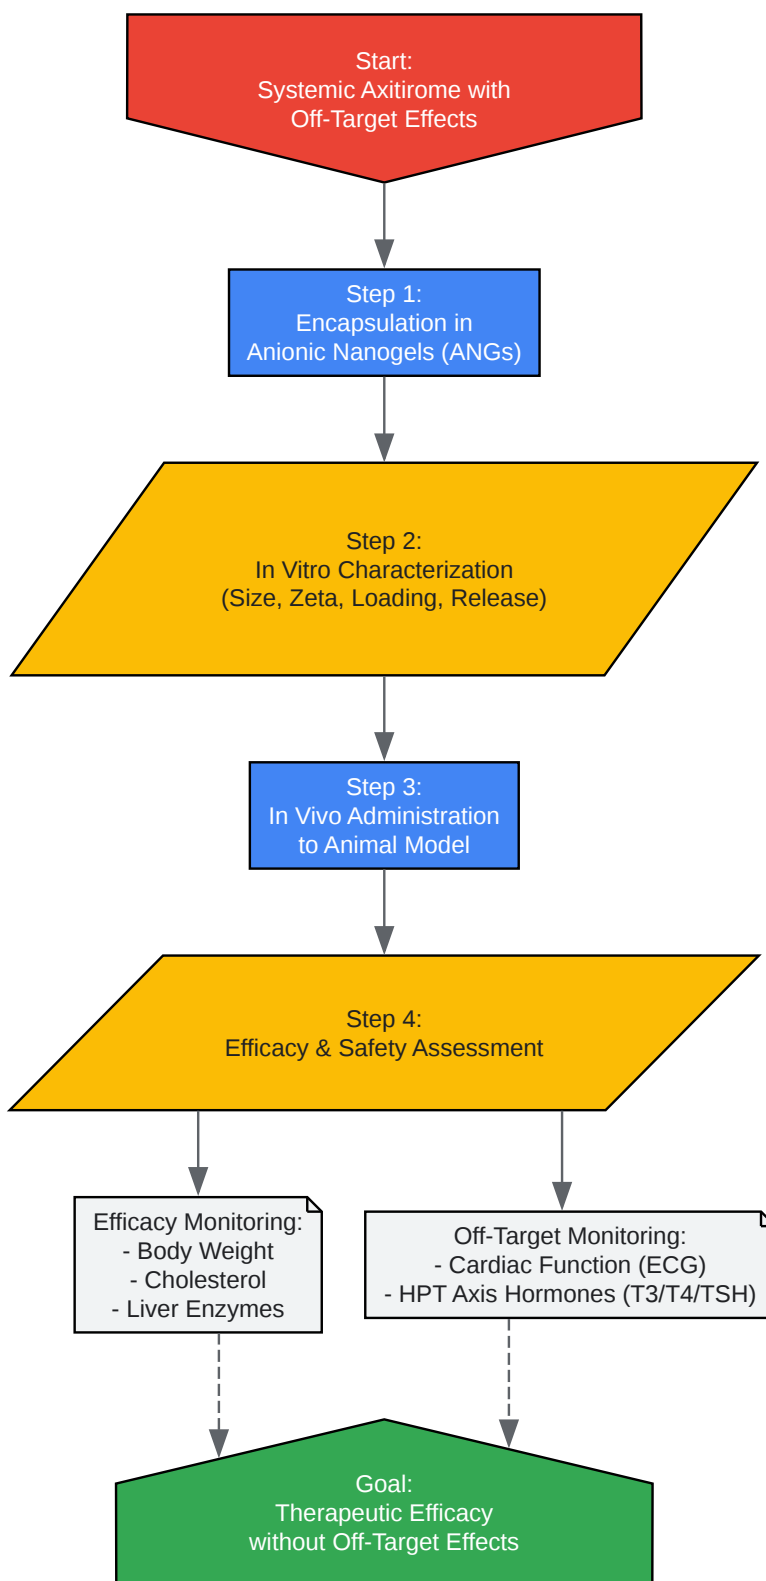 Start:
Systemic Axitirome with
Off-Target Effects
Step 1:
Encapsulation in
Anionic Nanogels (ANGs)
Step 2:
In Vitro Characterization
(Size, Zeta, Loading, Release)
Step 3:
In Vivo Administration
to Animal Model
Step 4:
Efficacy & Safety Assessment
Efficacy Monitoring:
- Body Weight
- Cholesterol
- Liver Enzymes
Off-Target Monitoring:
- Cardiac Function (ECG)
- HPT Axis Hormones (T3/T4/TSH)
Goal:
Therapeutic Efficacy
without Off-Target Effects